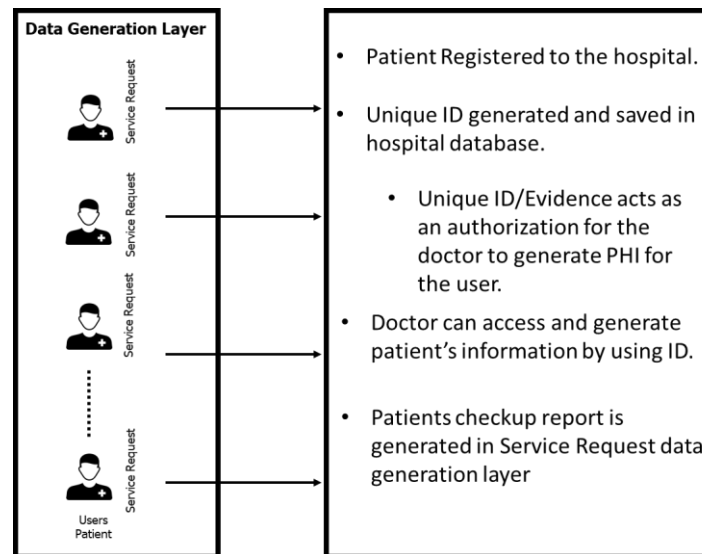 Data Generation Layer
Service Request
Service Request
Service Request
Service Request
Users
Patient
• Patient Registered to the hospital.
• Unique ID generated and saved in
hospital database.
• Unique ID/Evidence acts as
an authorization for the
doctor to generate PHI for
the user.
• Doctor can access and generate
patient's information by using ID.
• Patients checkup report is
generated in Service Request data
generation layer